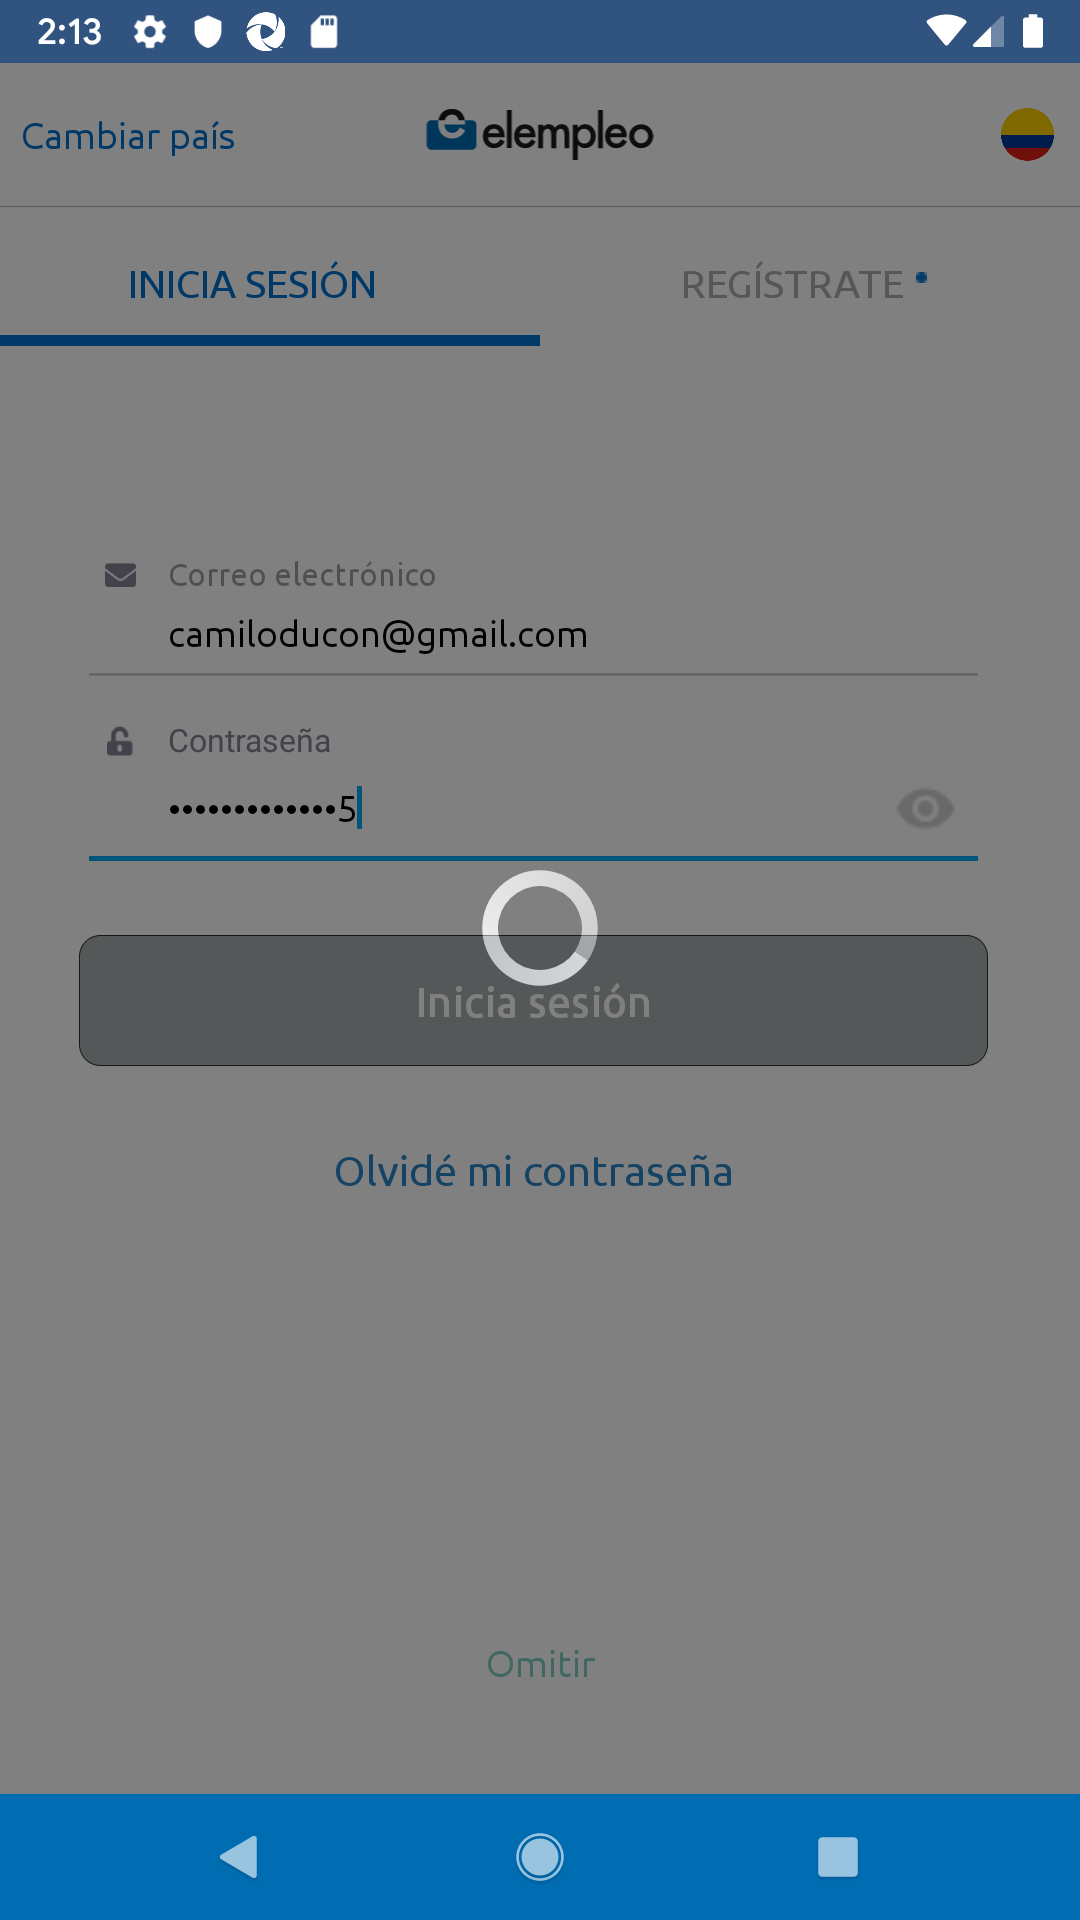 2:13
Cambiar país
elempleo
INICIA SESIÓN
REGÍSTRATE
Correo electrónico
camiloducon@gmail.com
Contraseña
•••••••••••••5
Inicia sesión
Olvidé mi contraseña
Omitir